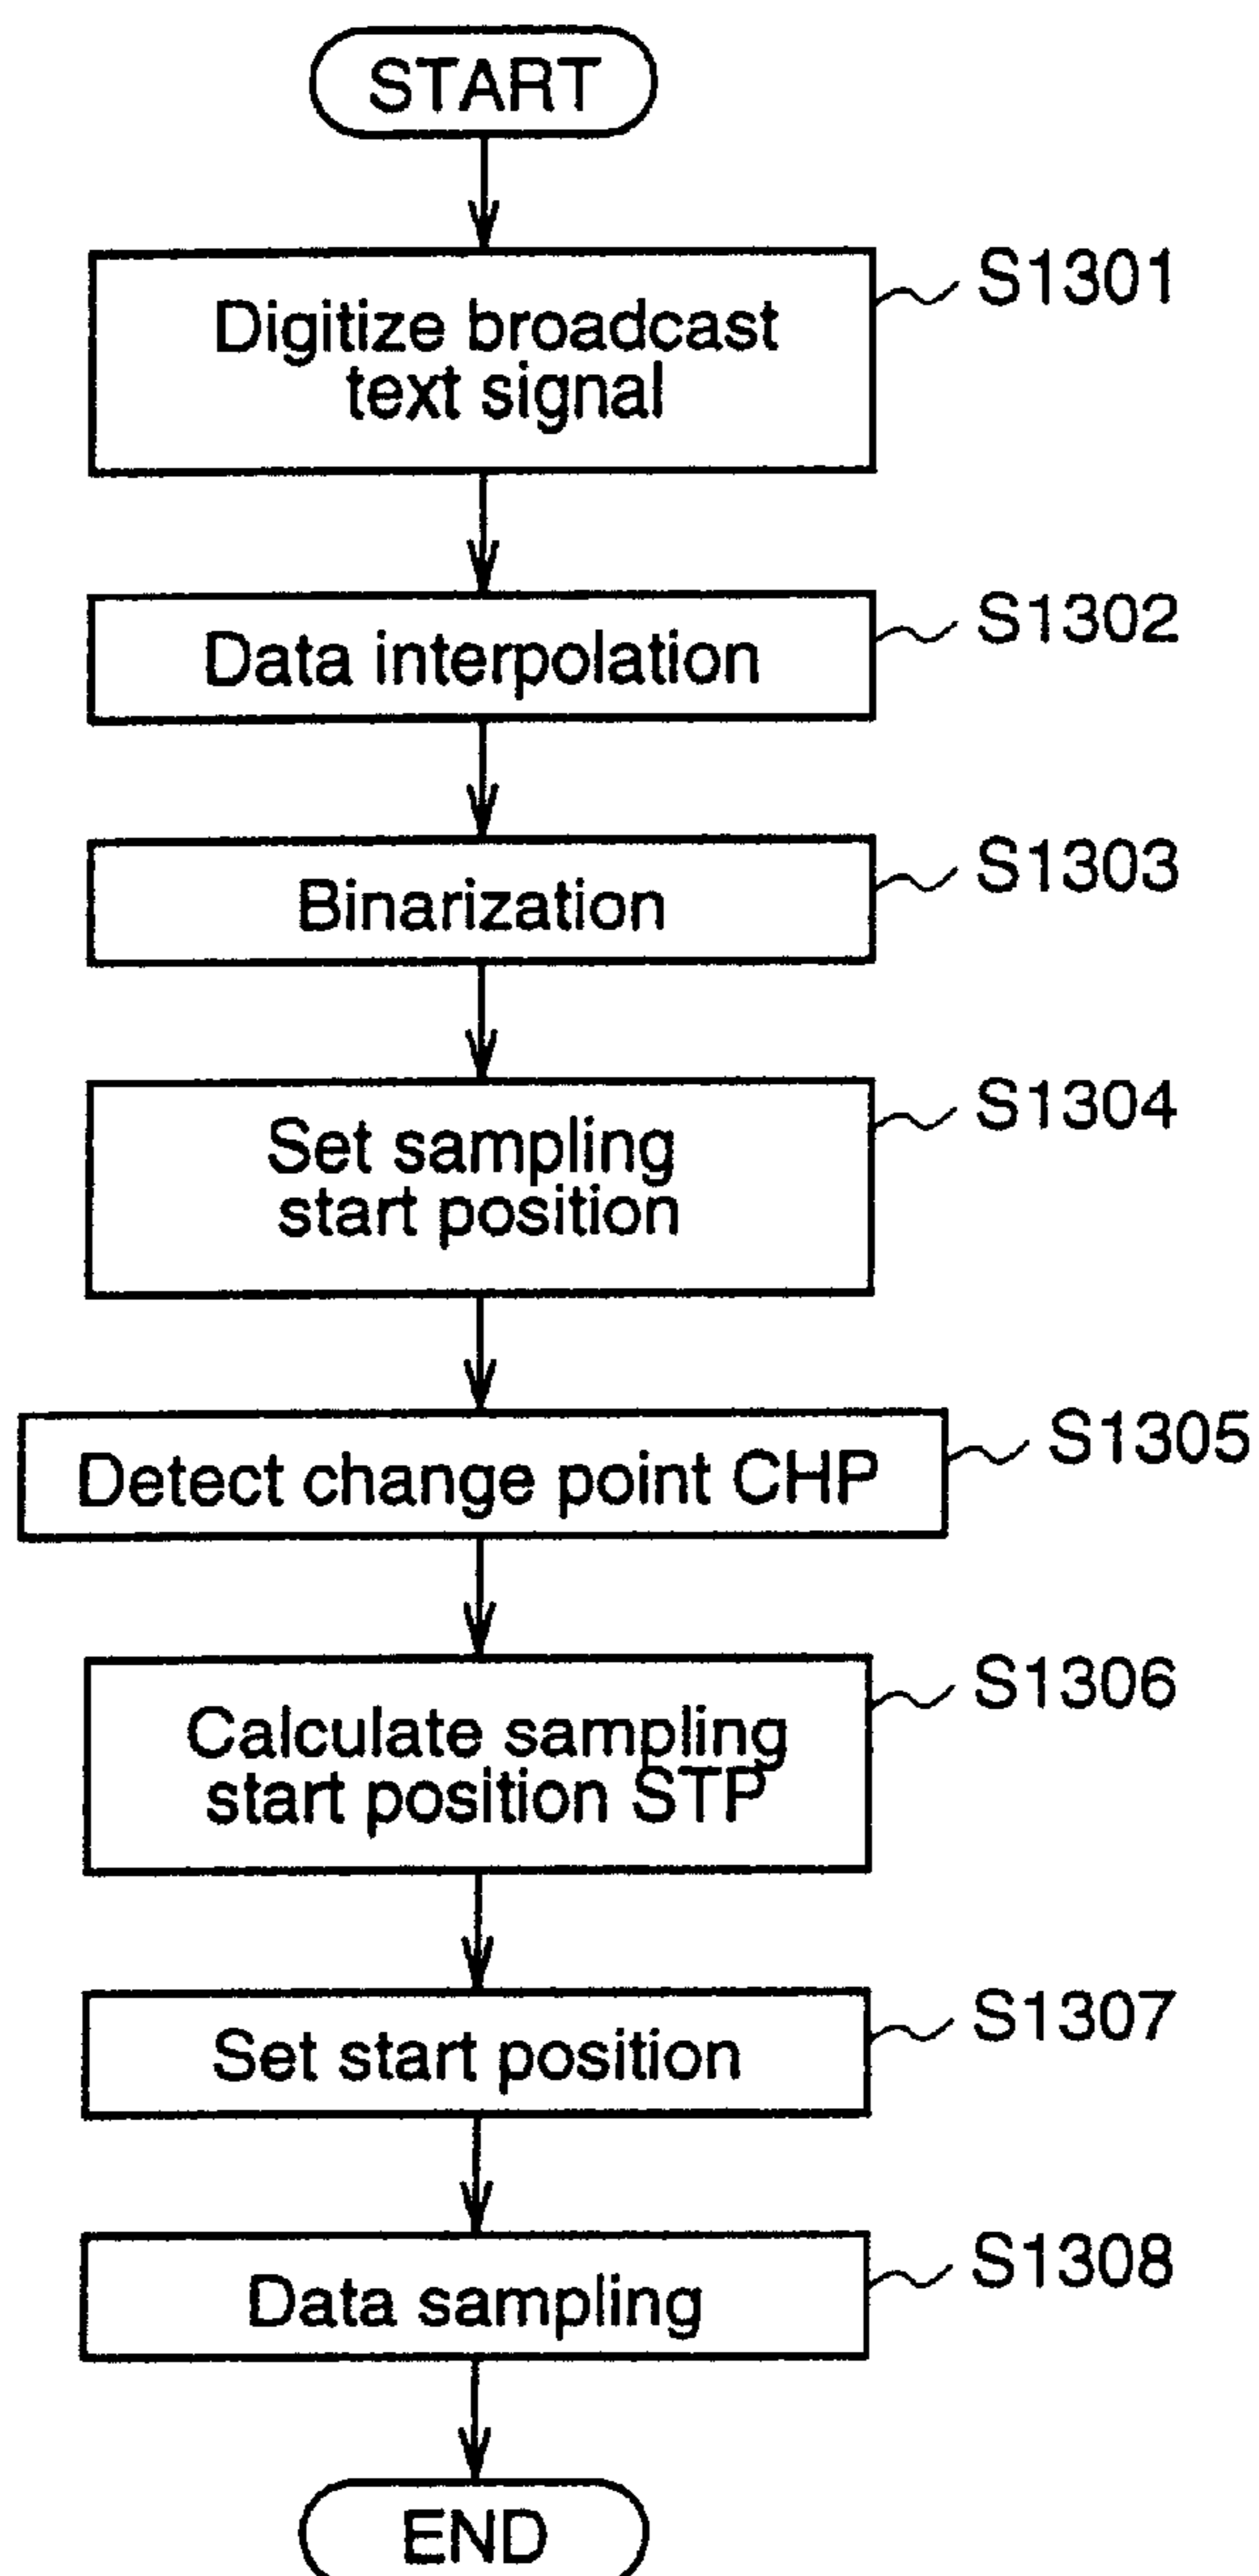 START
S1301
Digitize broadcast
text signal
S1302
Data interpolation
S1303
Binarization
S1304
Set sampling
start position
S1305
Detect change point CHP
S1306
Calculate sampling
start position STP
S1307
Set start position
S1308
Data sampling
END